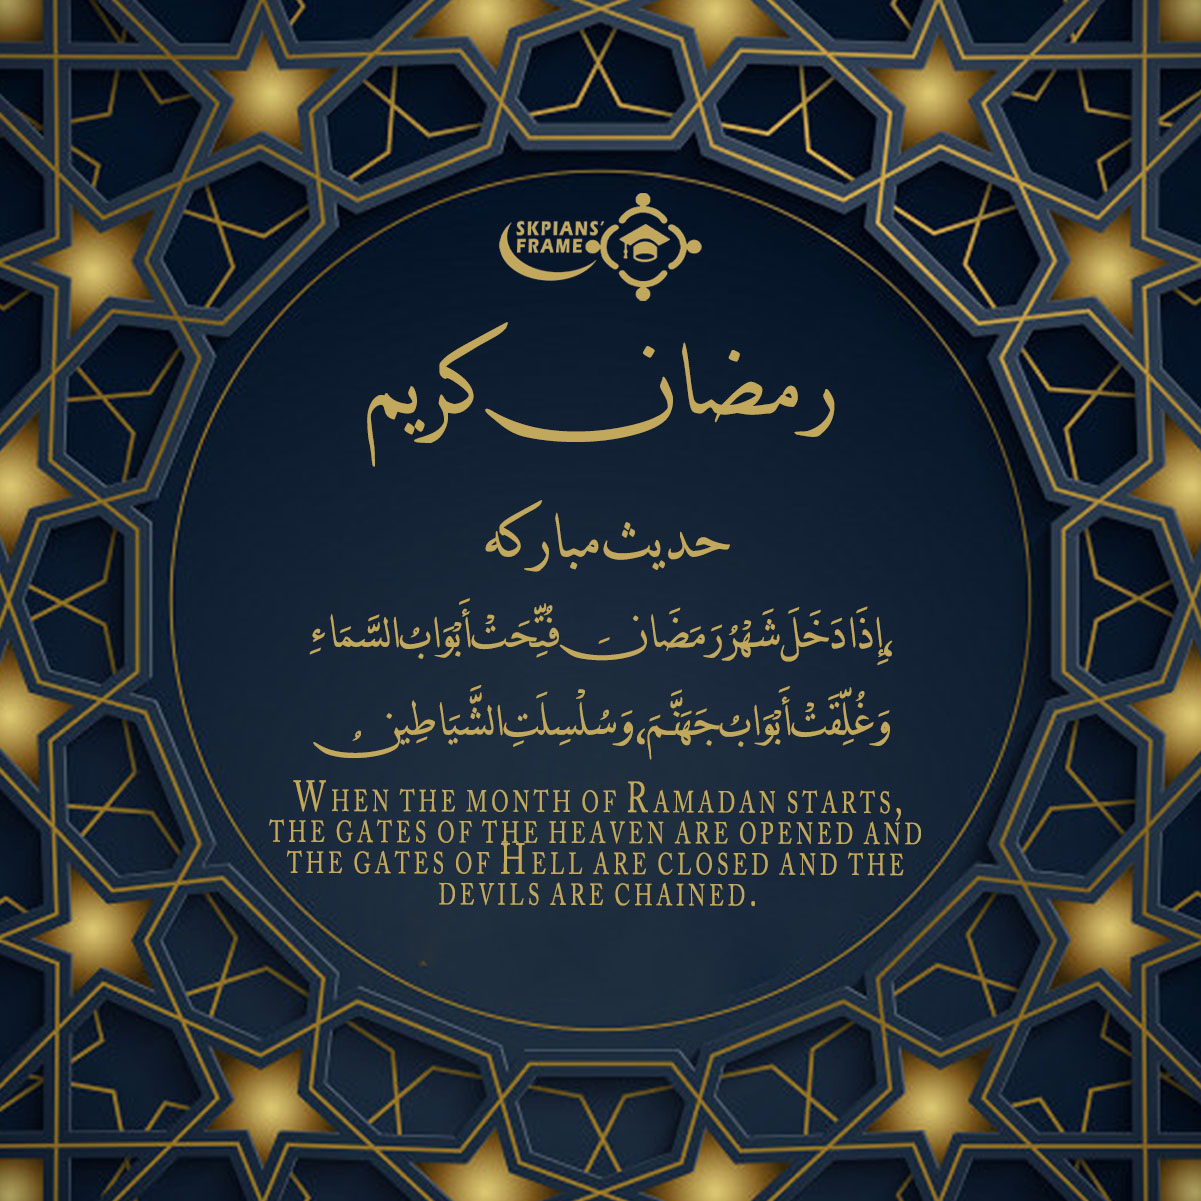 SKPIANS'
FRAME
رمضان کریم
حدیث مبارکہ
،إِذَا دَخَلَ شَهْرُ رَمَضَانَ فُتِّحَتْ أَبْوَابُ السَّمَاءِ
وَغُلِّقَتْ أَبْوَابُ جَهَنَّمَ، وَسُلْسِلَتِ الشَّيَاطِينُ
When the month of Ramadan starts,
the gates of the heaven are opened and
the gates of Hell are closed and the
devils are chained.